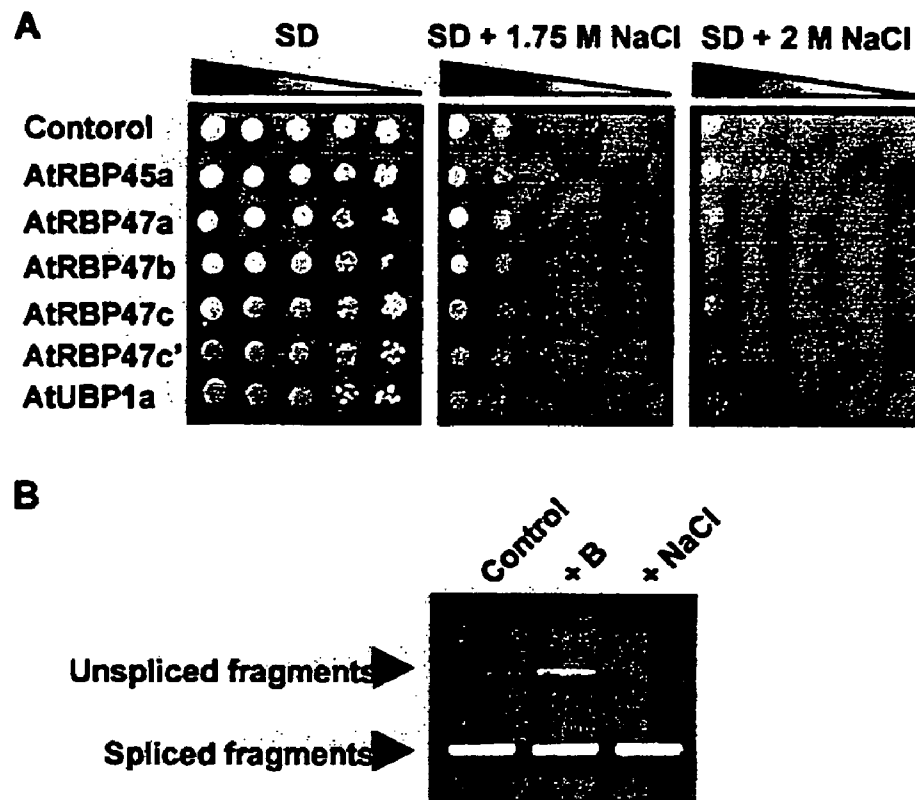 A
SD
SD + 1.75 M NaCl
SD + 2 M NaCl
Contorol
AtRBP45a
AtRBP47a
AtRBP47b
AtRBP47c
AtRBP47c'
AtUBP1a
B
Control
+ B
+ NaCl
Unspliced fragments
Spliced fragments